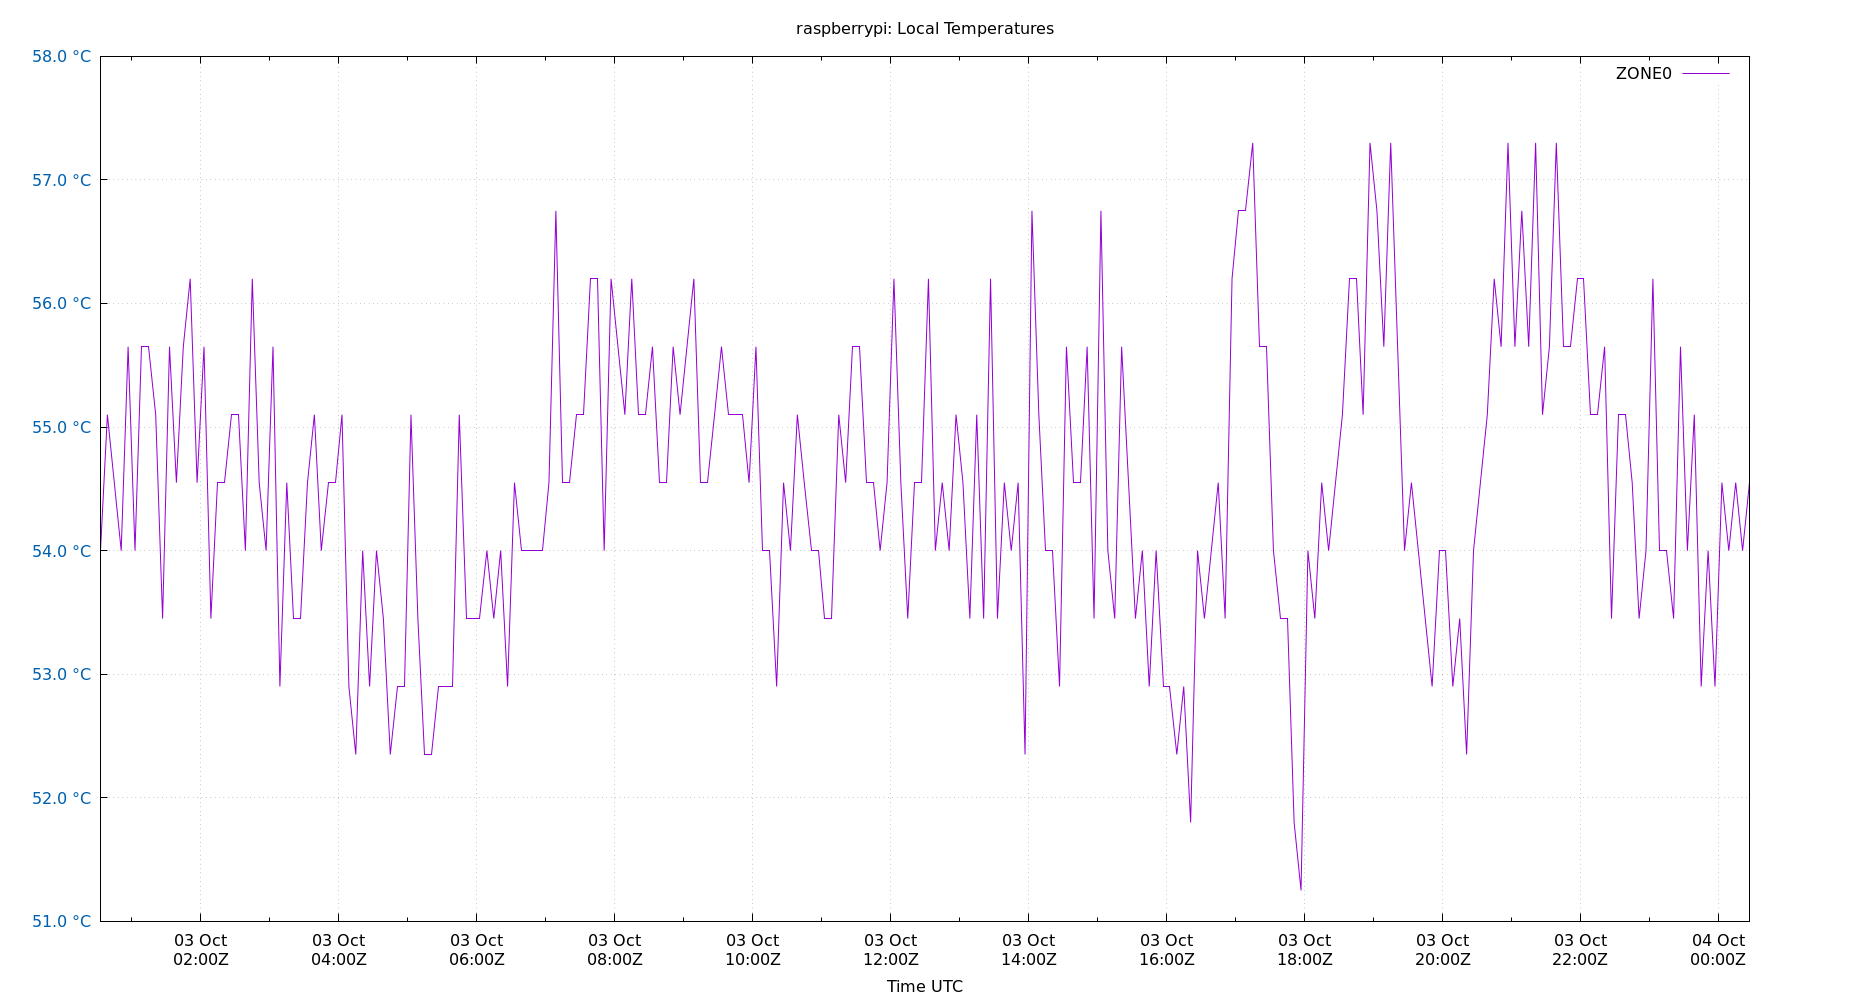 raspberrypi: Local Temperatures
58.0 °C
ZONE0
57.0 °C
56.0 °C
55.0 °C
54.0 °C
53.0 °C
52.0 °C
51.0 °C
03 Oct 03 Oct 03 Oct 03 Oct 03 Oct 03 Oct 03 Oct 03 Oct 03 Oct 03 Oct 03 Oct 04 Oct
02:00Z 04:00Z 06:00Z 08:00Z 10:00Z 12:00Z 14:00Z 16:00Z 18:00Z 20:00Z 22:00Z 00:00Z
Time UTC